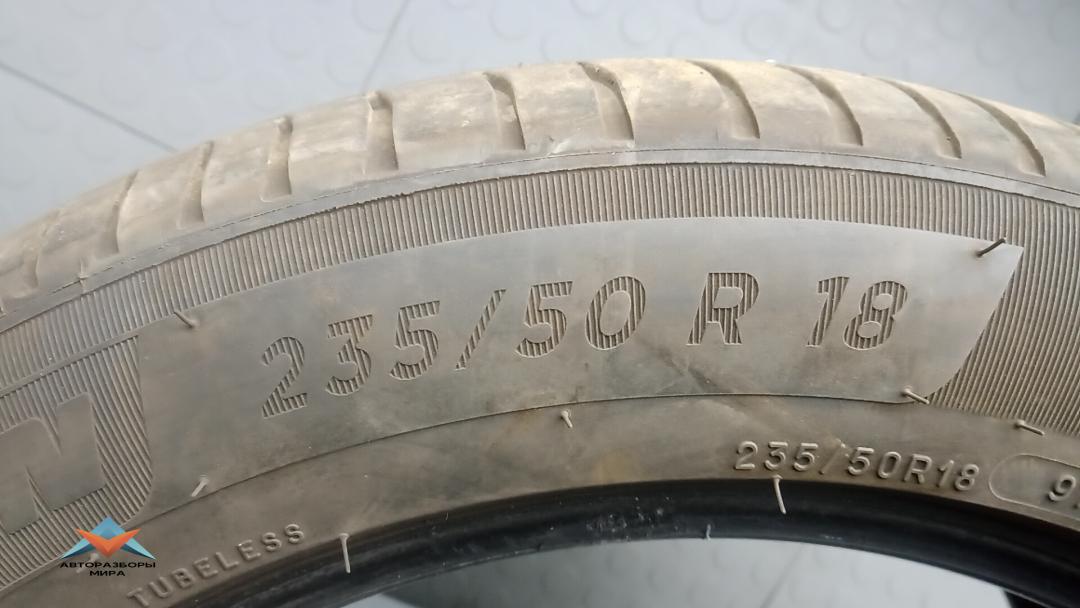 235/50 R 18
235/50R18
TUBELESS
АВТОРАЗБОРЫ
МИРА